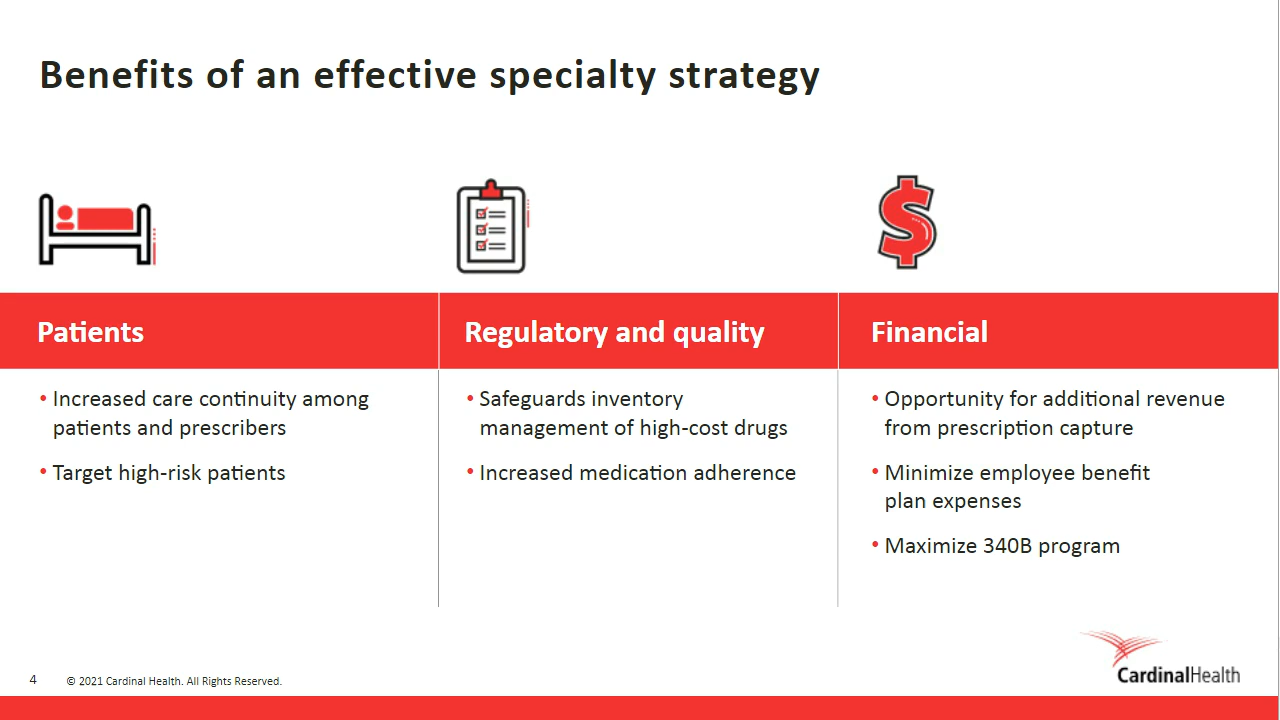 Benefits of an effective specialty strategy
Patients
• Increased care continuity among
patients and prescribers
• Target high-risk patients
Regulatory and quality
• Safeguards inventory
management of high-cost drugs
• Increased medication adherence
Financial
• Opportunity for additional revenue
from prescription capture
• Minimize employee benefit
plan expenses
• Maximize 340B program
CardinalHealth
4 © 2021 Cardinal Health. All Rights Reserved.